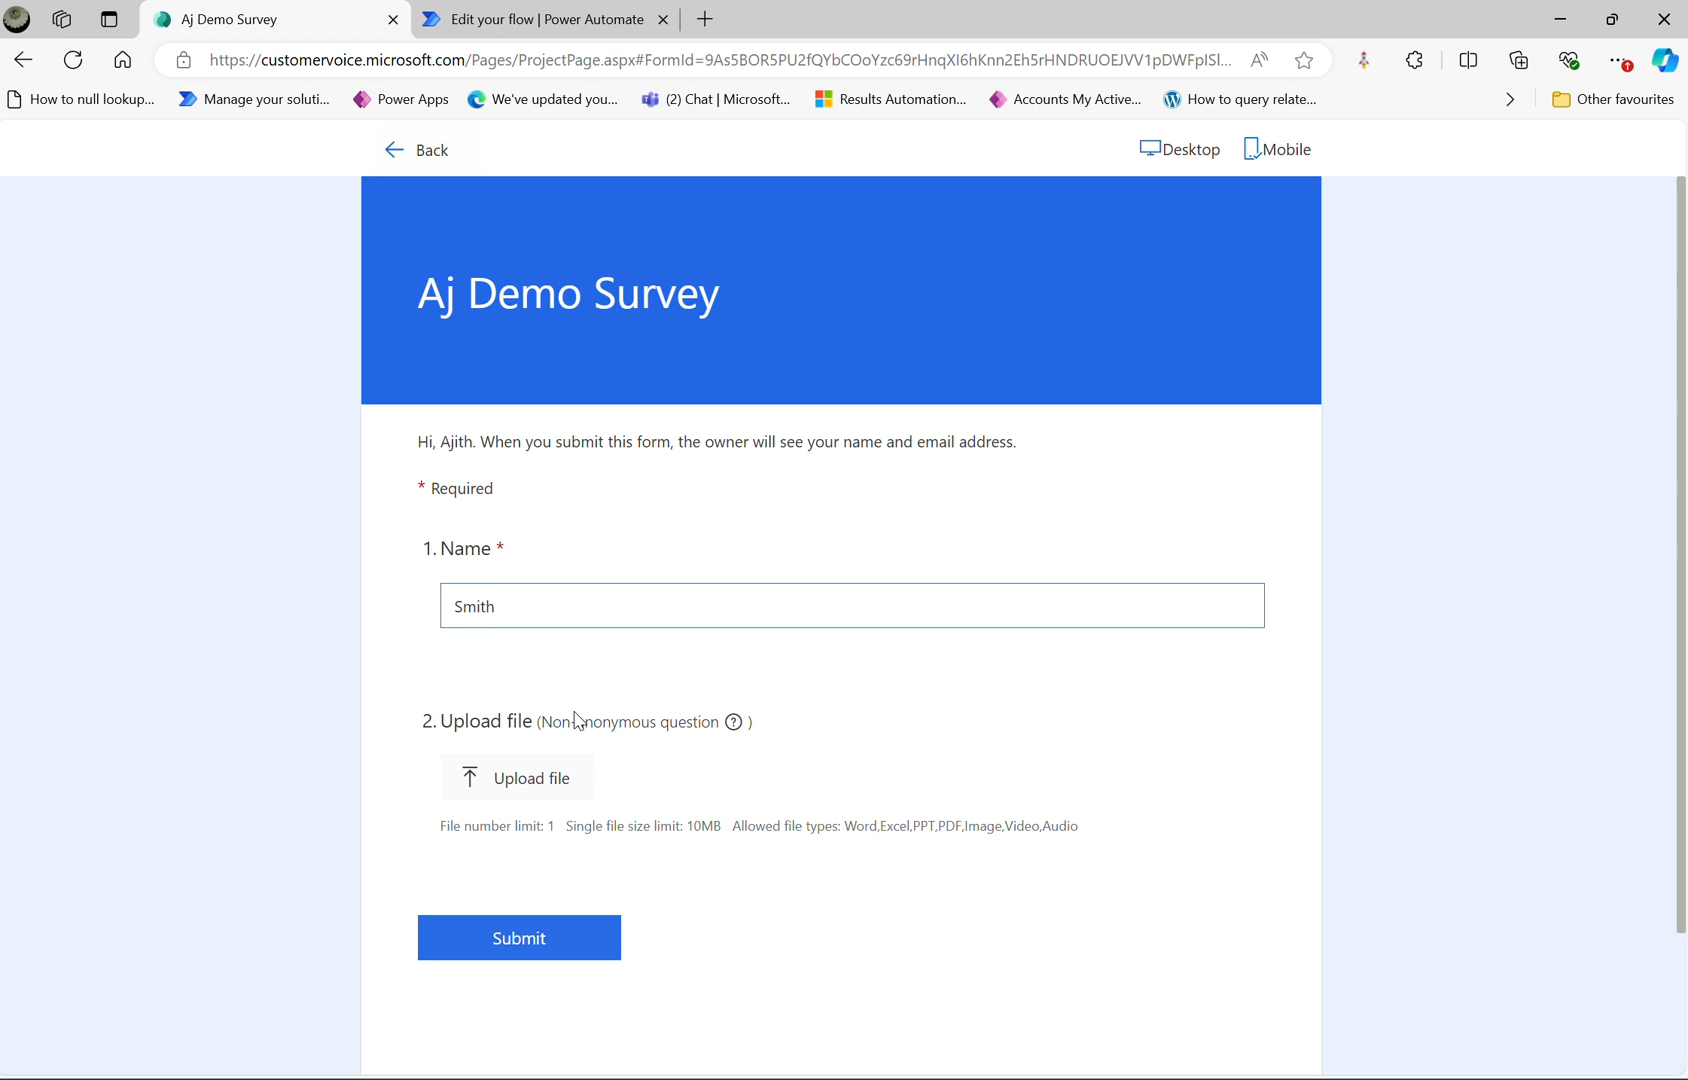 Aj Demo Survey
Edit your flow | Power Automate
https://customervoice.microsoft.com/Pages/ProjectPage.aspx#FormId=9As5BOR5PU2fQYbCOoYzc69rHnqXI6hKnn2Eh5rHNDRUOEJVV1pDWFpISl...
How to null lookup...
Manage your soluti...
Power Apps
We've updated you...
(2) Chat | Microsoft...
Results Automation...
Accounts My Active...
How to query relate...
Other favourites
Back
Desktop
Mobile
Aj Demo Survey
Hi, Ajith. When you submit this form, the owner will see your name and email address.
* Required
1. Name *
Smith
2. Upload file (Non-anonymous question ? )
Upload file
File number limit: 1 Single file size limit: 10MB Allowed file types: Word,Excel,PPT,PDF,Image,Video,Audio
Submit